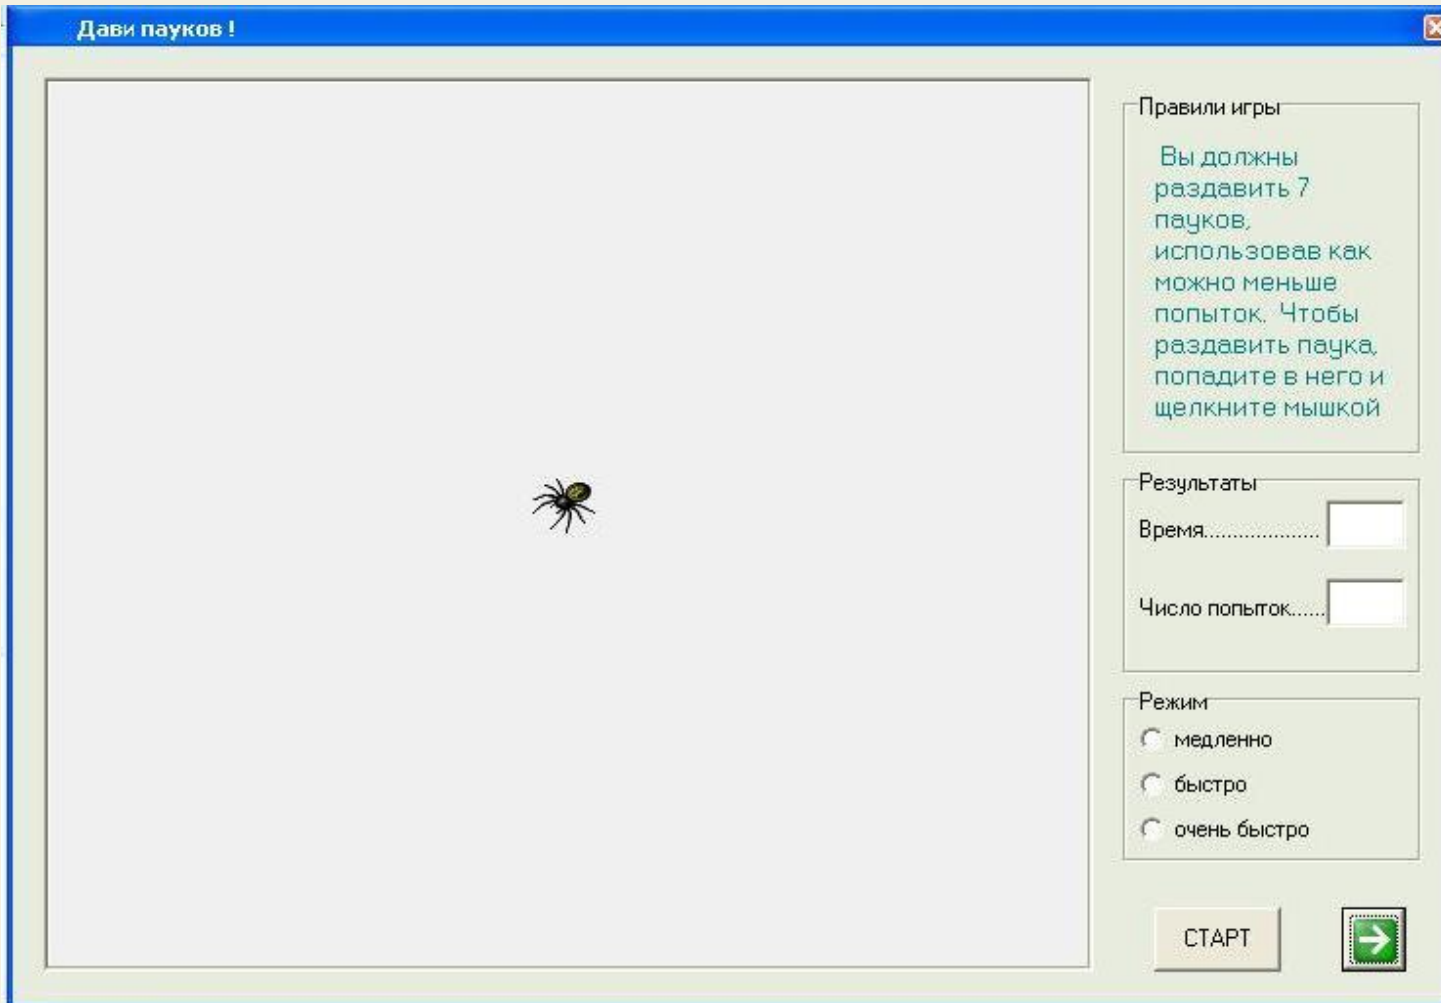 Дави пауков !
Правили игры
Вы должны
раздавить 7
пауков,
использовав как
можно меньше
попыток. Чтобы
раздавить паука,
попадите в него и
щелкните мышкой
Результаты
Время....................
Число попыток......
Режим
медленно
быстро
очень быстро
СТАРТ